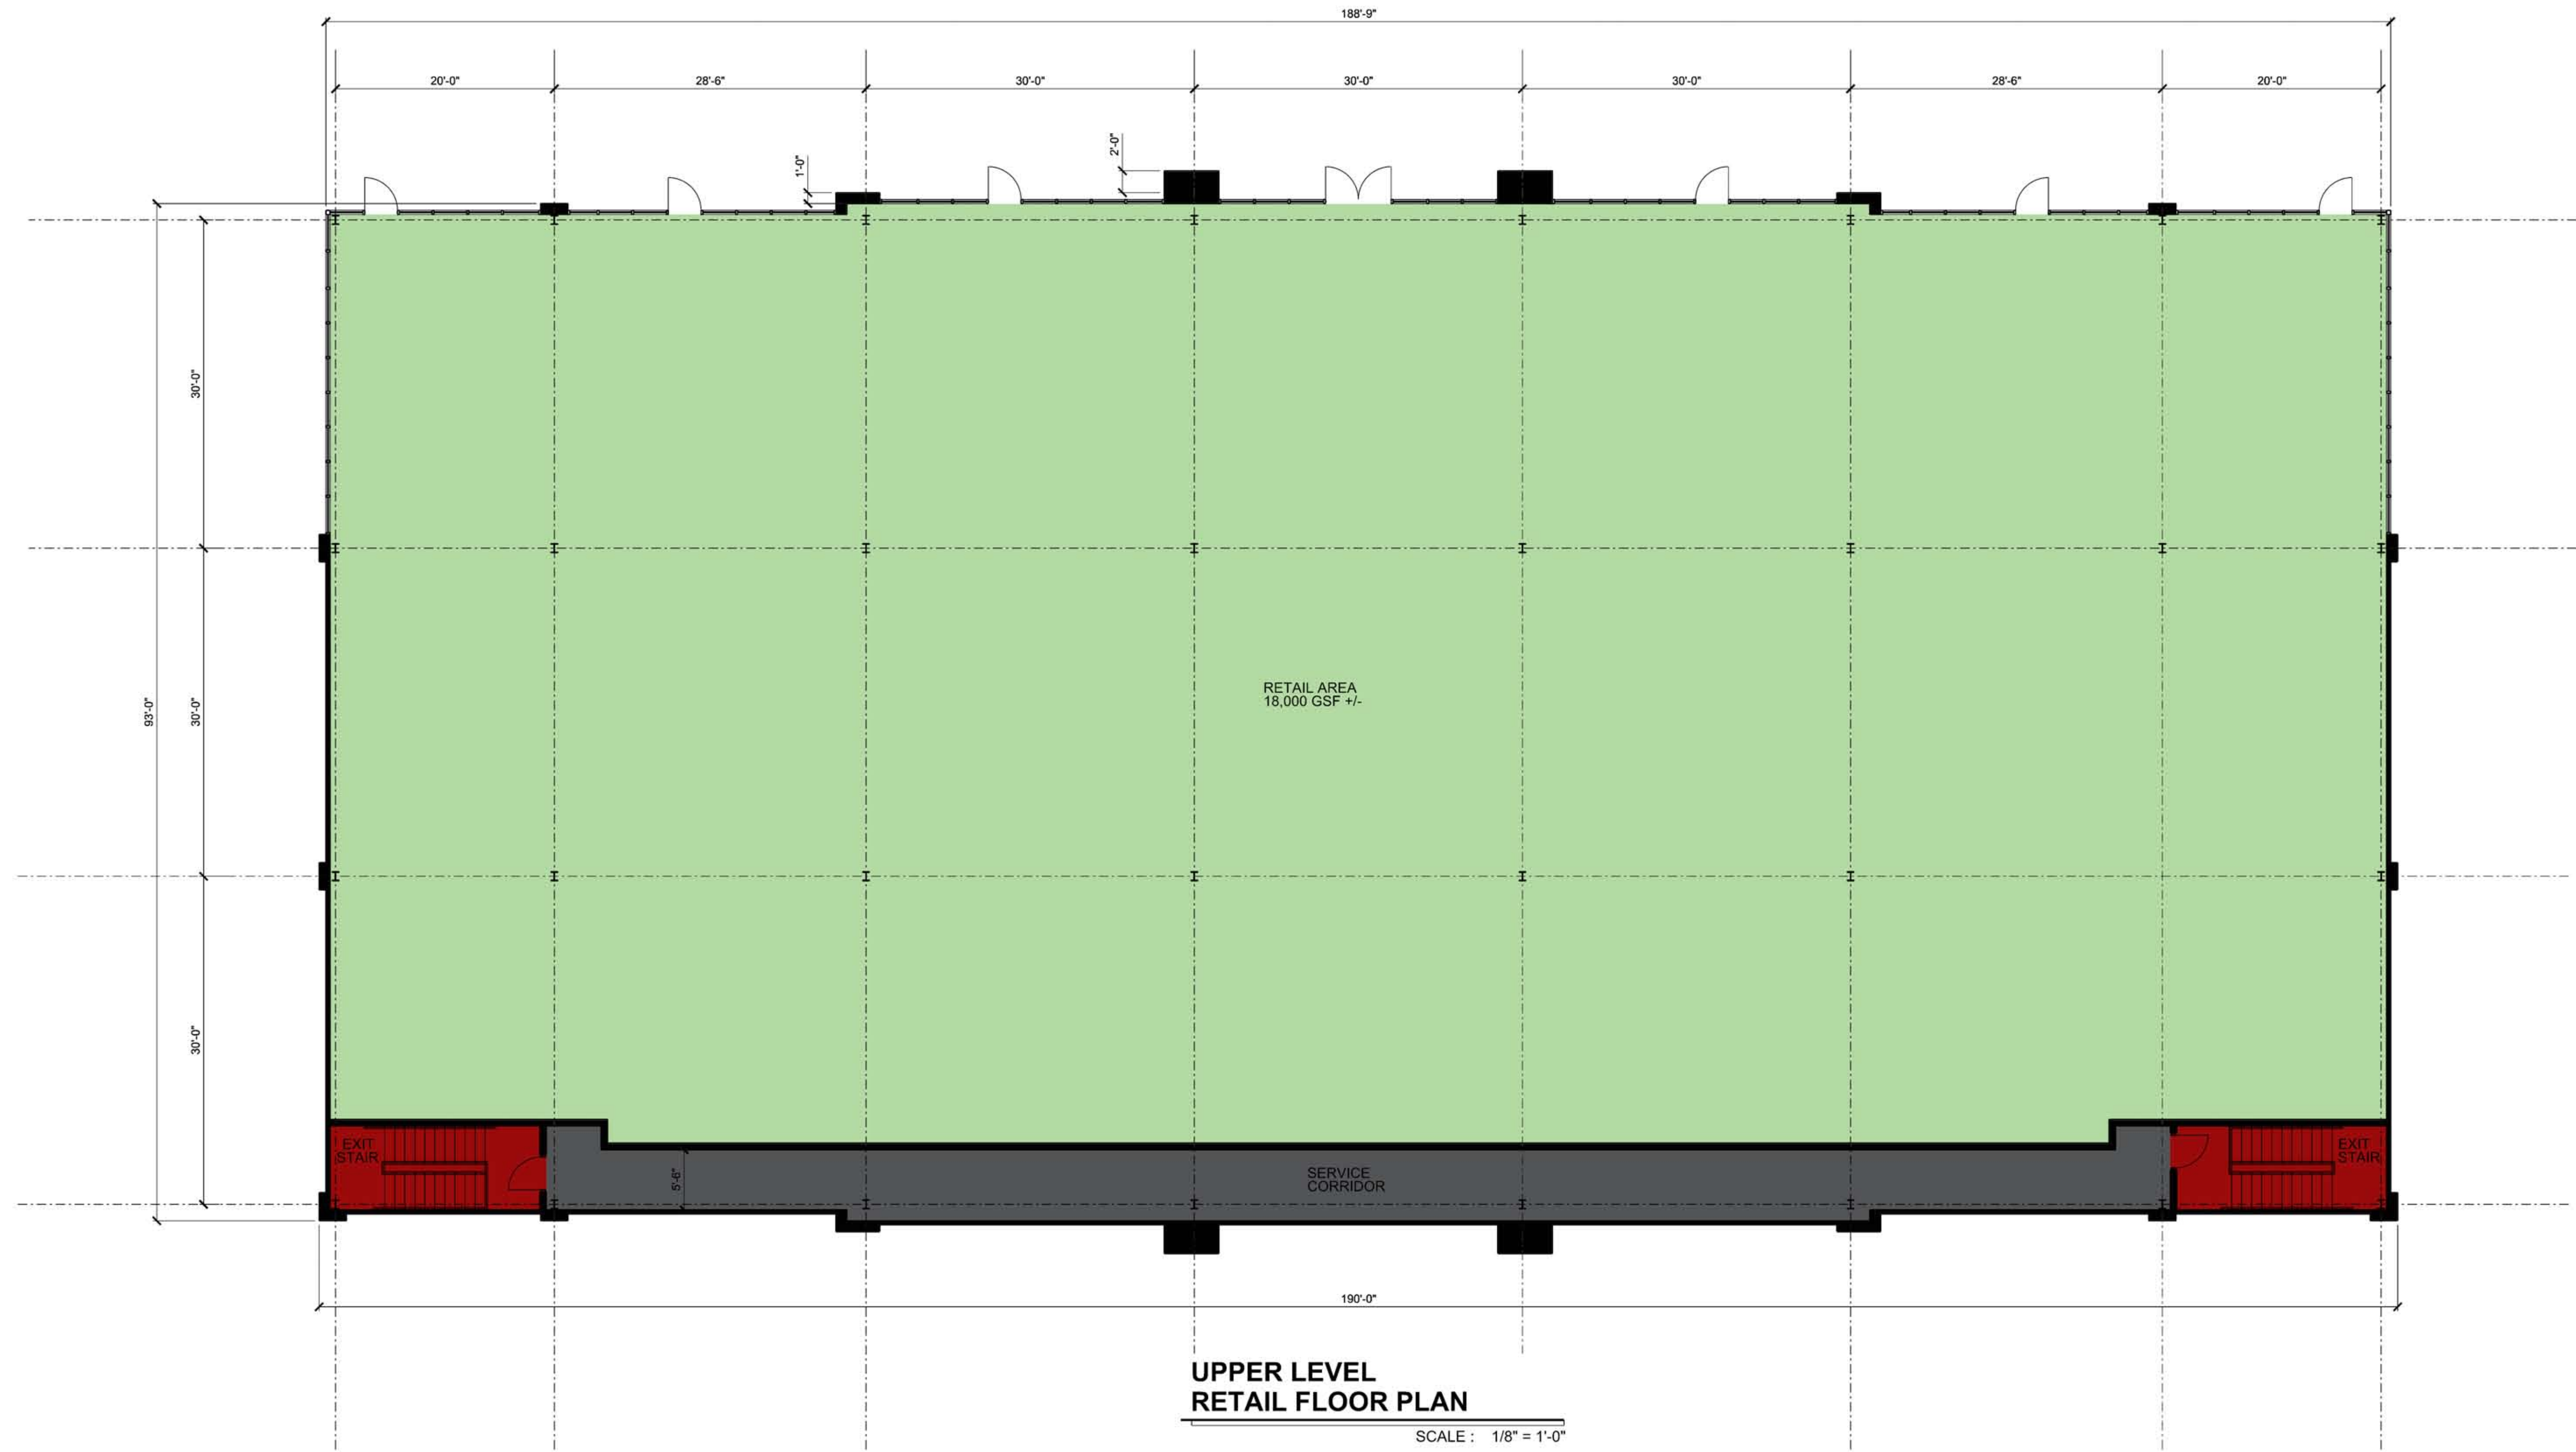 188'-9"
20'-0"
28'-6"
30'-0"
30'-0"
30'-0"
28'-6"
20'-0"
1'-0"
2'-0"
30'-0"
93'-0"
30'-0"
30'-0"
RETAIL AREA
18,000 GSF +/-
EXIT
STAIR
5'-6"
SERVICE
CORRIDOR
EXIT
STAIR
190'-0"
UPPER LEVEL
RETAIL FLOOR PLAN
SCALE : 1/8" = 1'-0"